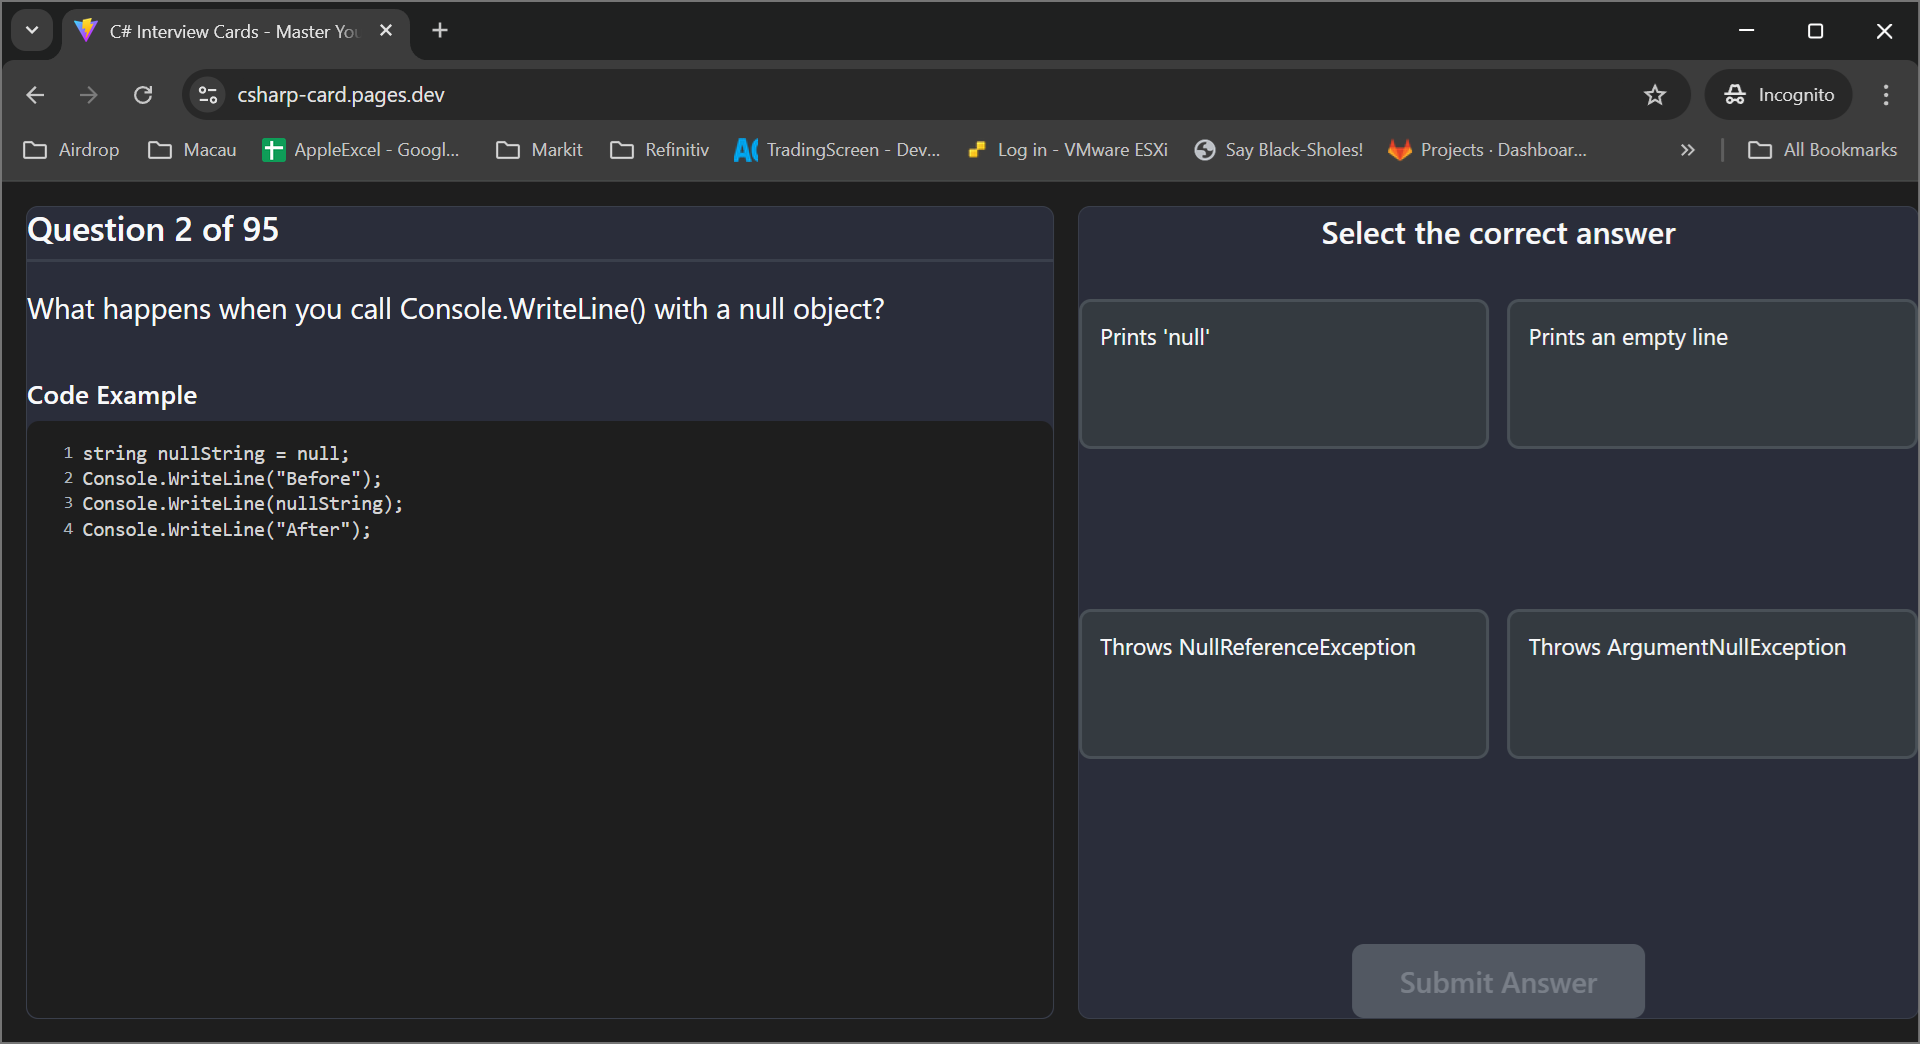 C# Interview Cards - Master You
csharp-card.pages.dev
Incognito
Airdrop
Macau
AppleExcel - Googl...
Markit
Refinitiv
TradingScreen - Dev...
Log in - VMware ESXi
Say Black-Sholes!
Projects · Dashboar...
All Bookmarks
Question 2 of 95
What happens when you call Console.WriteLine() with a null object?
Code Example
1 string nullString = null;
2 Console.WriteLine("Before");
3 Console.WriteLine(nullString);
4 Console.WriteLine("After");
Select the correct answer
Prints 'null'
Prints an empty line
Throws NullReferenceException
Throws ArgumentNullException
Submit Answer